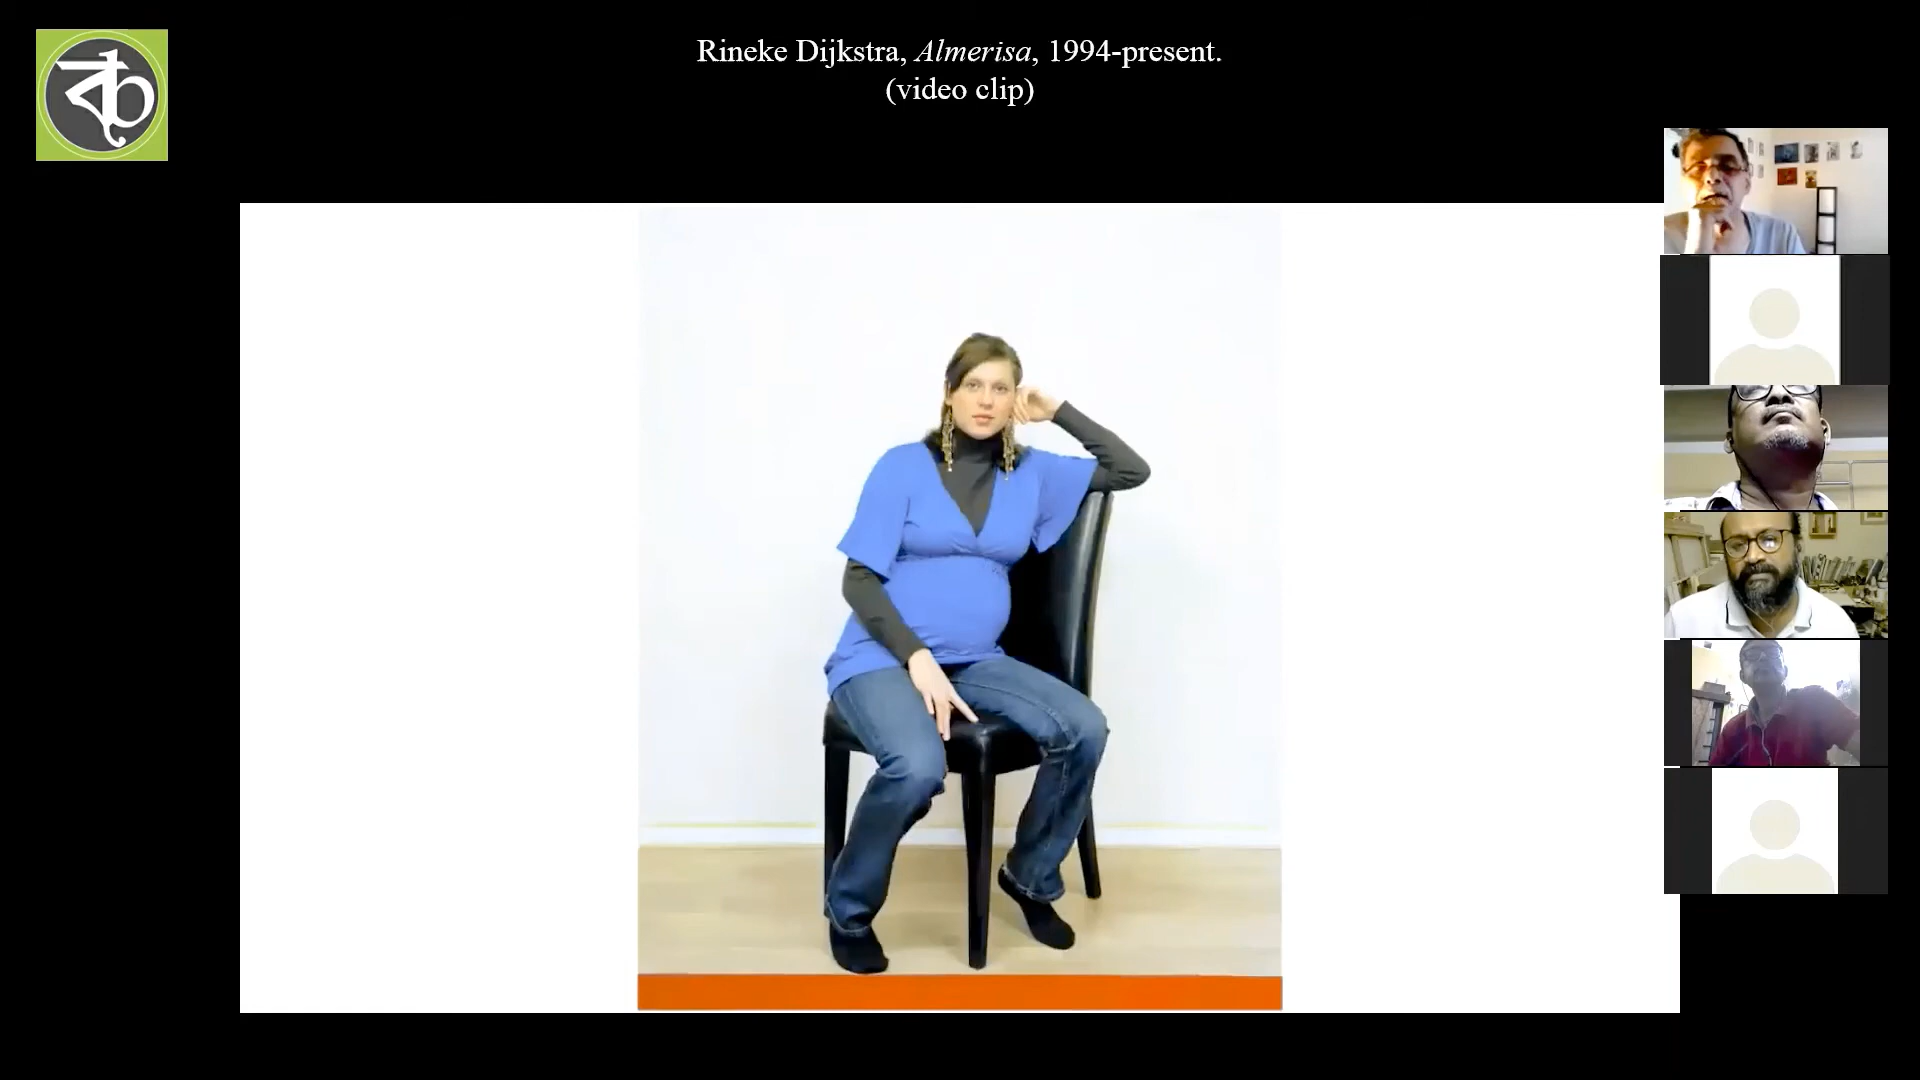 Rineke Dijkstra, Almerisa, 1994-present.
(video clip)